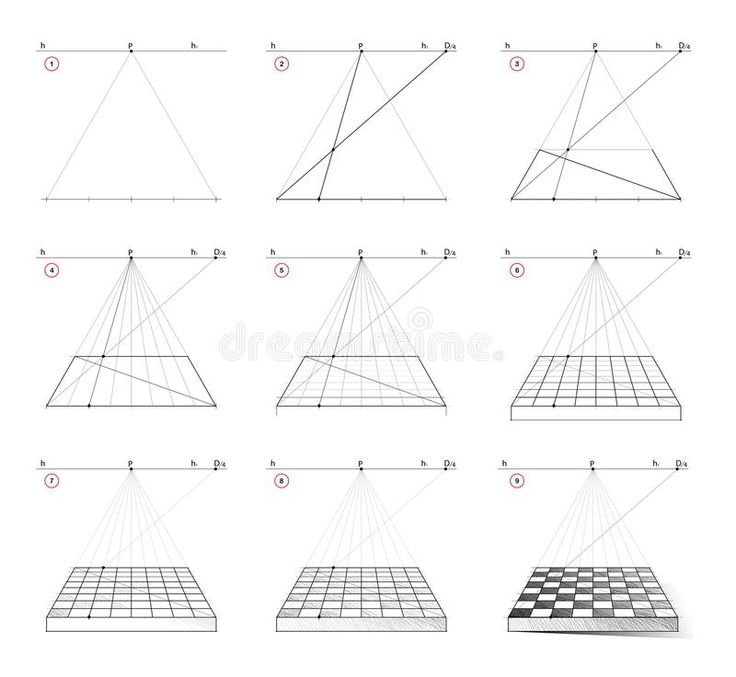 h P h₁
1
h P h₁ D/4
2
h P h₁ D/4
3
h P h₁ D/4
4
h P h₁ D/4
5
h P h₁ D/4
6
dreamstime.
h P h₁ D/4
7
h P h₁ D/4
8
h P h₁ D/4
9